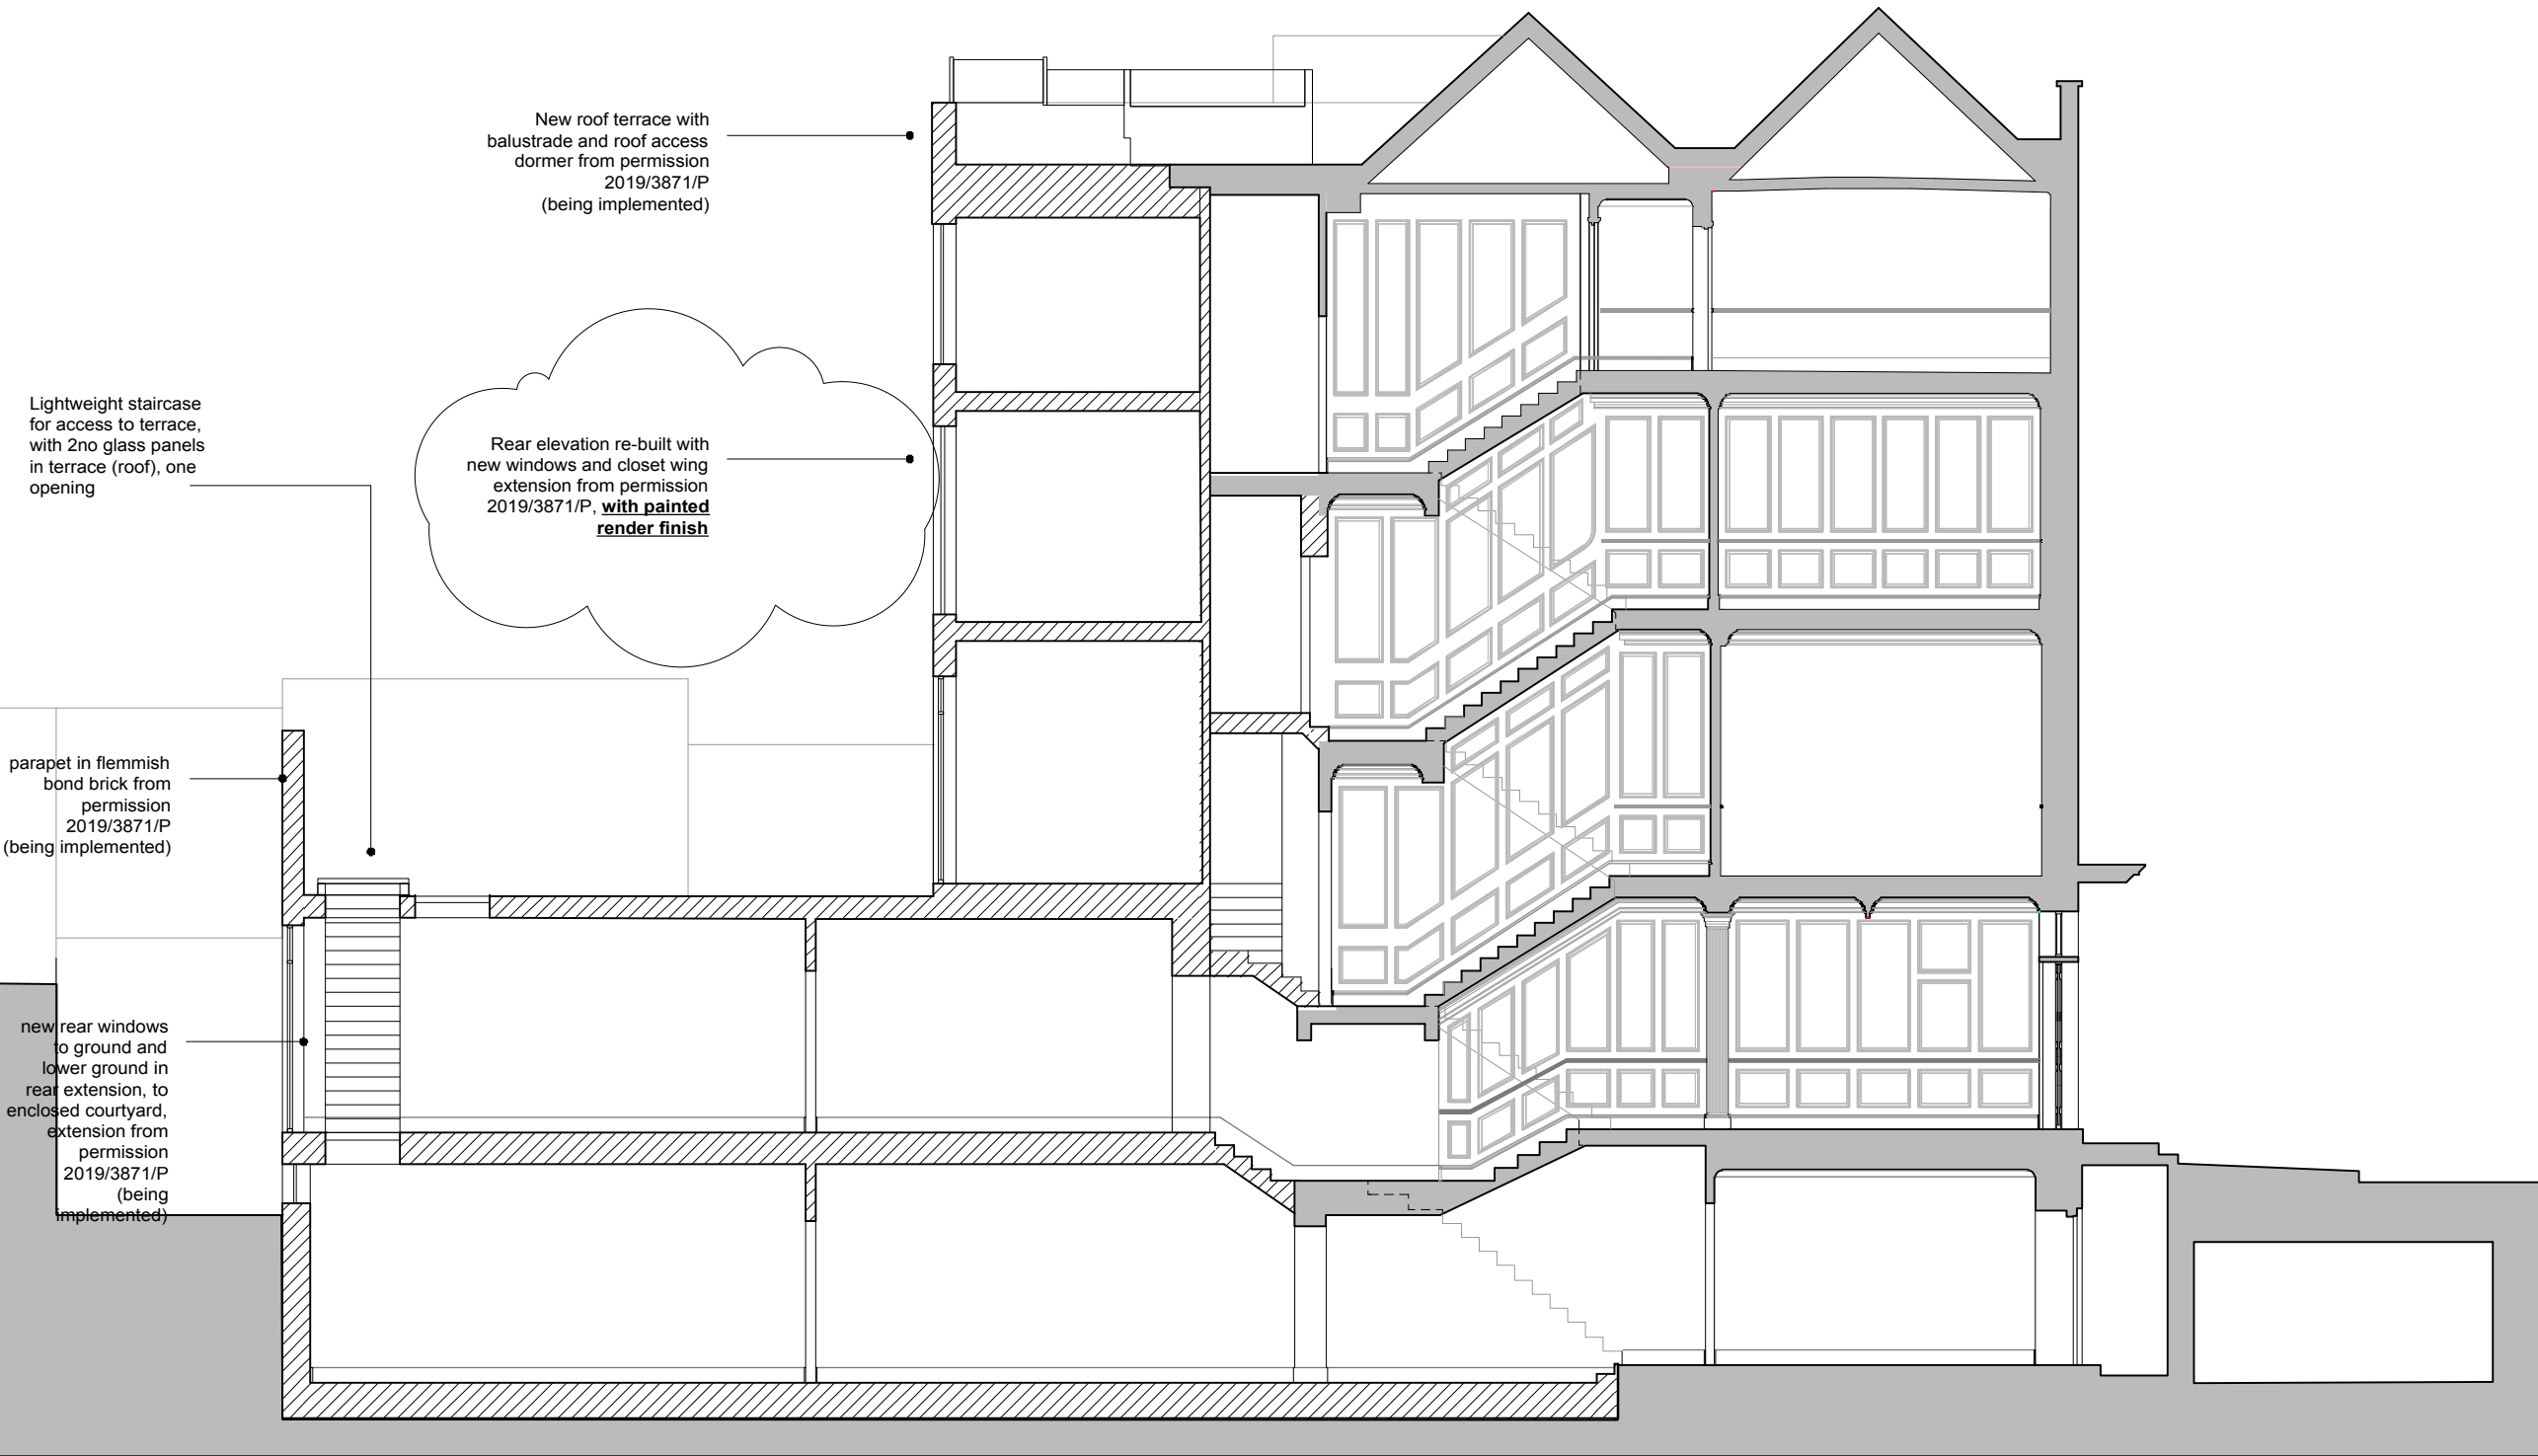 New roof terrace with
balustrade and roof access
dormer from permission
2019/3871/P
(being implemented)
Lightweight staircase
for access to terrace,
with 2no glass panels
in terrace (roof), one
opening
Rear elevation re-built with
new windows and closet wing
extension from permission
2019/3871/P, with painted
render finish
parapet in flemmish
bond brick from
permission
2019/3871/P
(being implemented)
new rear windows
to ground and
lower ground in
rear extension, to
enclosed courtyard,
extension from
permission
2019/3871/P
(being
implemented)